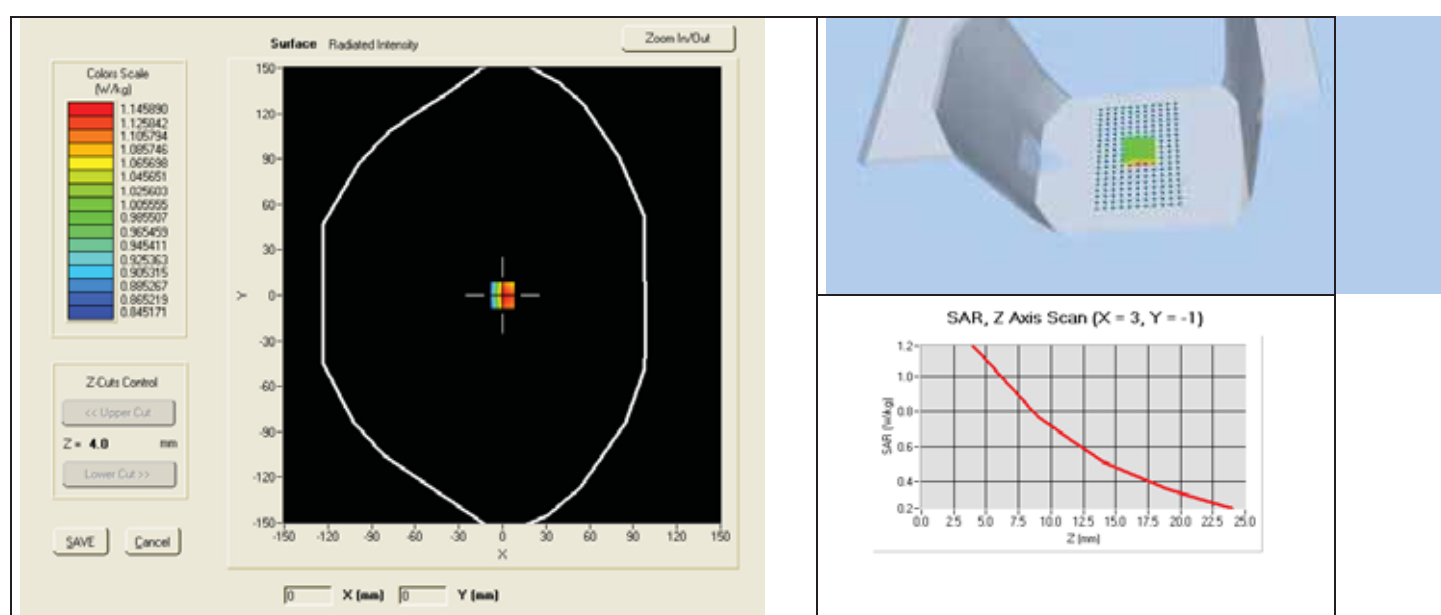 Surface Radiated Intensity
Zoom In/Out
Colors Scale
(W/kg)
1.145890
1.125842
1.105794
1.085746
1.065698
1.045651
1.025603
1.005555
0.985507
0.965459
0.945411
0.925363
0.905315
0.885267
0.865219
0.845171
Z-Cuts Control
<< Upper Cut
Z = 4.0 mm
Lower Cut >>
SAVE Cancel
150
120
90
60
30
0
-30
-60
-90
-120
-150
Y
-150 -120 -90 -60 -30 0 30 60 90 120 150
X
0 X (mm) 0 Y (mm)
SAR, Z Axis Scan (X = 3, Y = -1)
SAR (W/kg)
1.2
1.0
0.8
0.6
0.4
0.2
0.0 2.5 5.0 7.5 10.0 12.5 15.0 17.5 20.0 22.5 25.0
Z (mm)